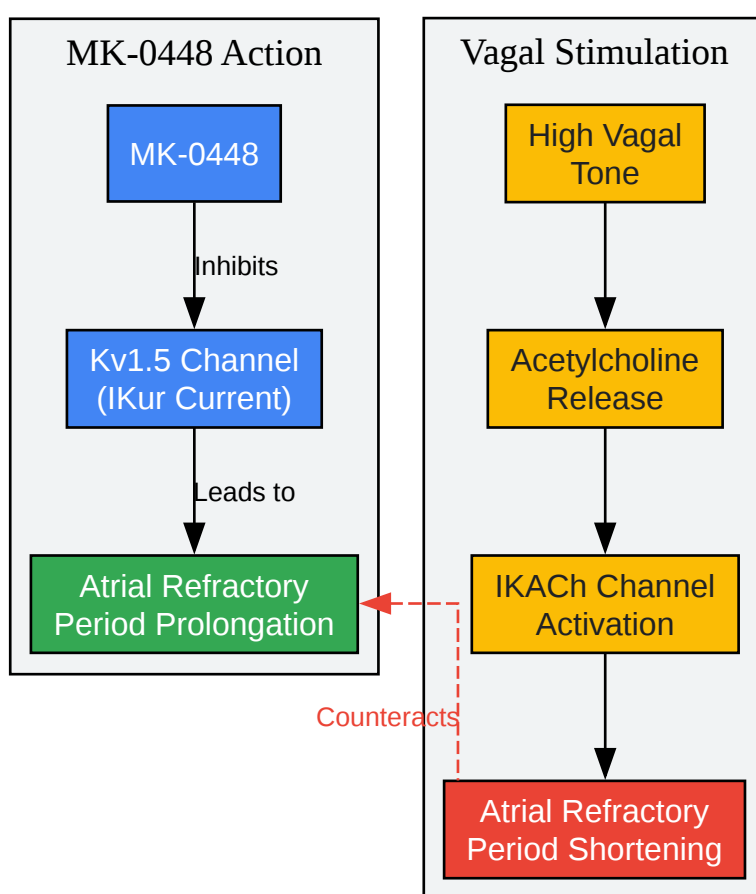 MK-0448 Action
MK-0448
Inhibits
Kv1.5 Channel
(IKur Current)
Leads to
Atrial Refractory
Period Prolongation
Vagal Stimulation
High Vagal
Tone
Acetylcholine
Release
IKACh Channel
Activation
Counteracts
Atrial Refractory
Period Shortening